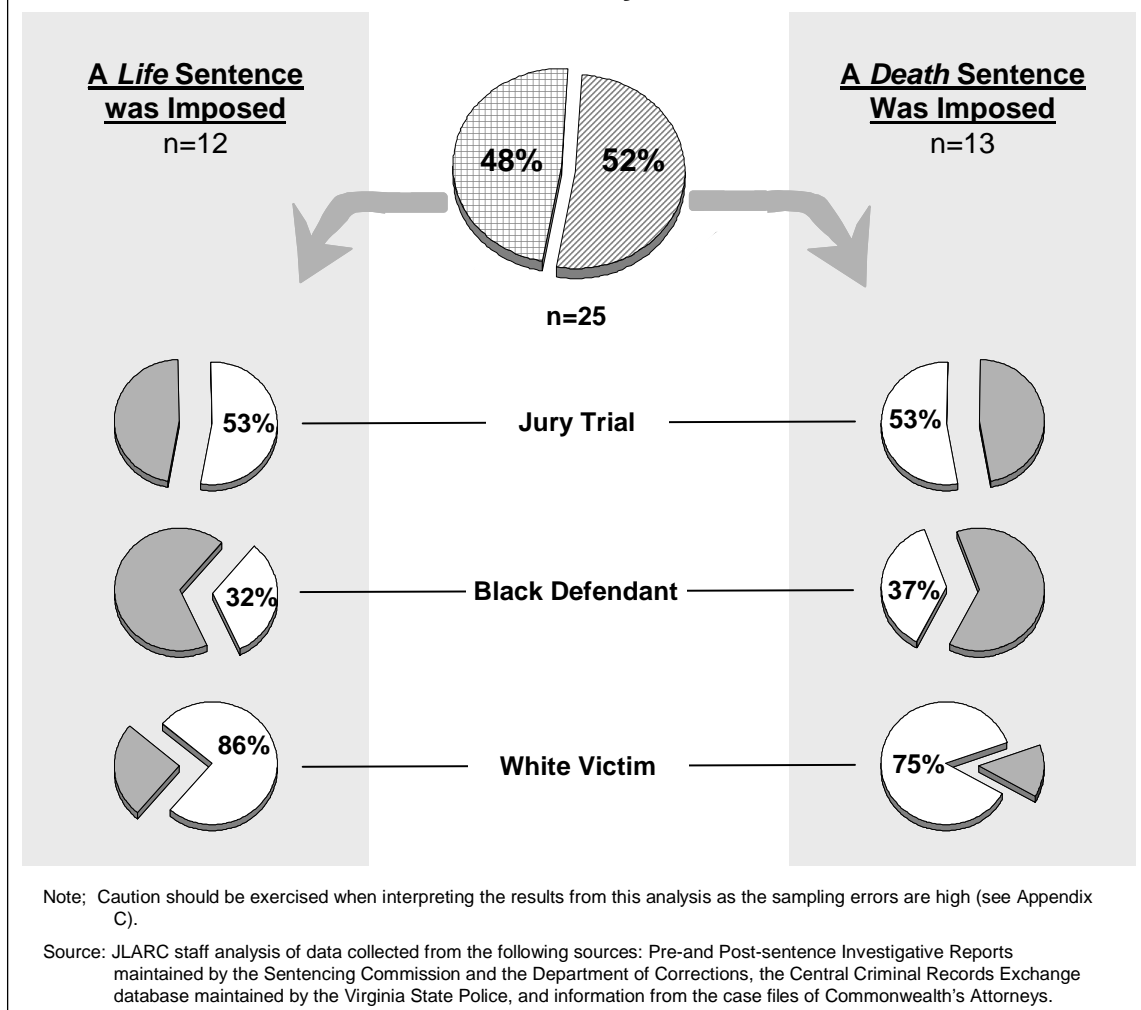 A Life Sentence
was Imposed
n=12
48%
52%
n=25
A Death Sentence
Was Imposed
n=13
53%
Jury Trial
53%
32%
Black Defendant
37%
86%
White Victim
75%
Note; Caution should be exercised when interpreting the results from this analysis as the sampling errors are high (see Appendix
C).
Source: JLARC staff analysis of data collected from the following sources: Pre-and Post-sentence Investigative Reports
maintained by the Sentencing Commission and the Department of Corrections, the Central Criminal Records Exchange
database maintained by the Virginia State Police, and information from the case files of Commonwealth's Attorneys.